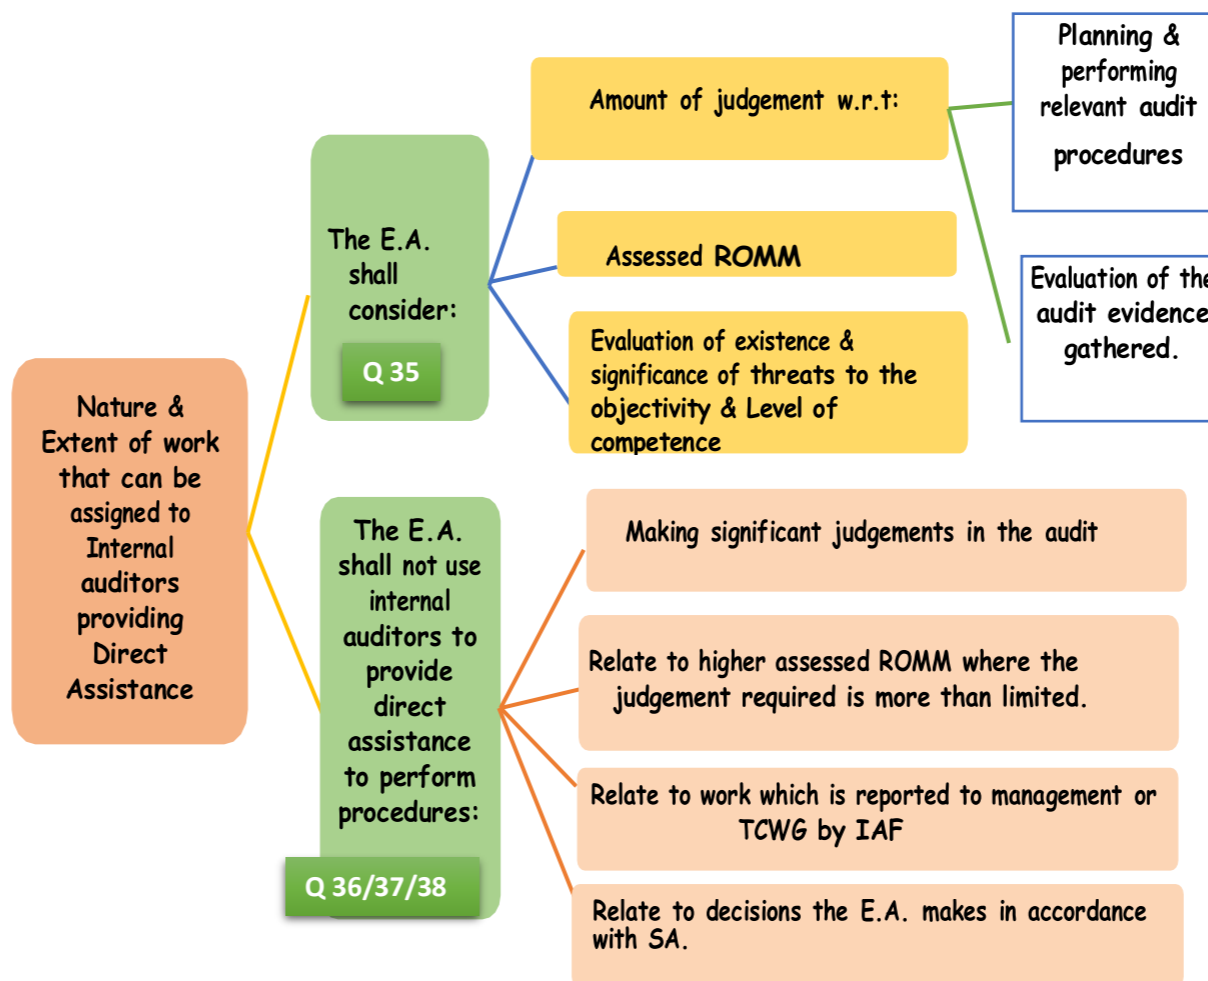 Nature &
Extent of work
that can be
assigned to
Internal
auditors
providing
Direct
Assistance
The E.A.
shall
consider:
Q 35
Amount of judgement w.r.t:
Planning &
performing
relevant audit
procedures
Evaluation of the
audit evidence
gathered.
Assessed ROMM
Evaluation of existence &
significance of threats to the
objectivity & Level of
competence
The E.A.
shall not use
internal
auditors to
provide
direct
assistance
to perform
procedures:
Q 36/37/38
Making significant judgements in the audit
Relate to higher assessed ROMM where the
judgement required is more than limited.
Relate to work which is reported to management or
TCWG by IAF
Relate to decisions the E.A. makes in accordance
with SA.